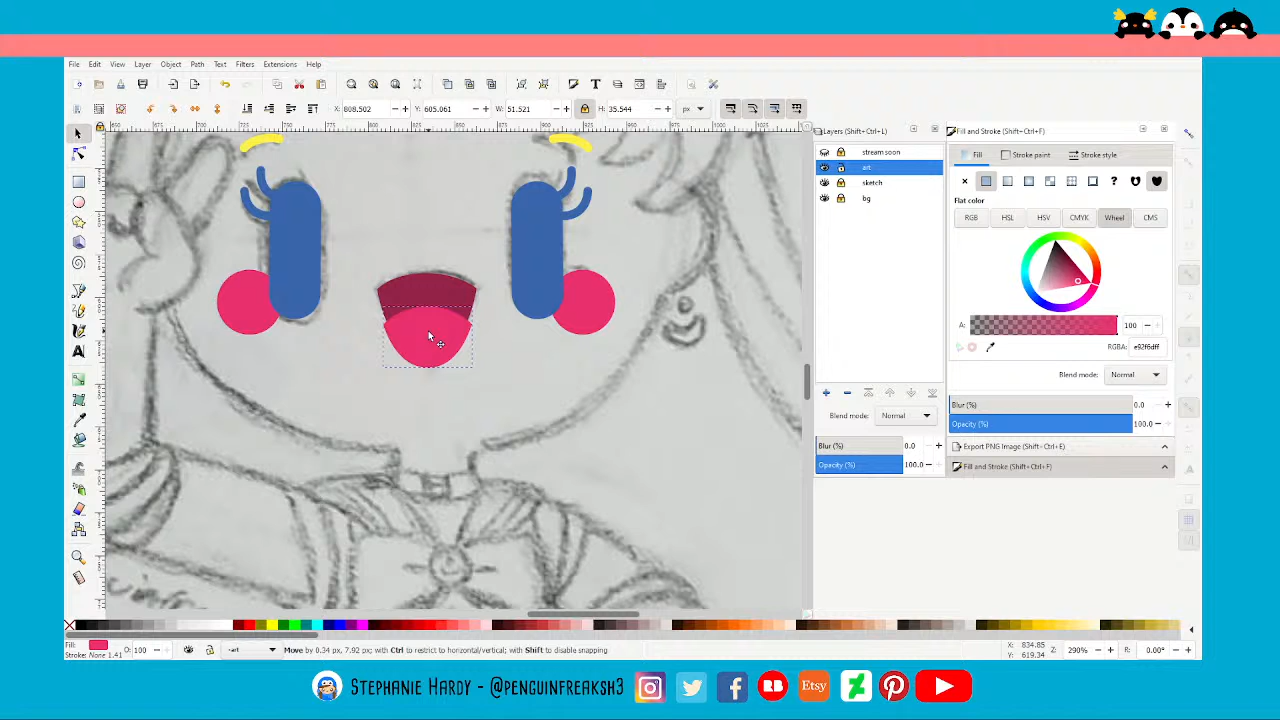 File Edit View Layer Object Path Text Filters Extensions Help
X: 808.502 Y: 605.061 W: 51.521 H: 35.544 px
Layers (Shift+Ctrl+L)
stream soon
art
sketch
bg
Blend mode: Normal
Blur (%) 0.0
Opacity (%) 100.0
Fill and Stroke (Shift+Ctrl+F)
Fill Stroke paint Stroke style
Flat color
RGB HSL HSV CMYK Wheel CMS
A: 100
RGBA: e92f6dff
Blend mode: Normal
Blur (%) 0.0
Opacity (%) 100.0
Export PNG Image (Shift+Ctrl+E)
Fill and Stroke (Shift+Ctrl+F)
Fill:
Stroke: None 1.41
O: 100
art
Move by 0.34 px, 7.92 px; with Ctrl to restrict to horizontal/vertical; with Shift to disable snapping
X: 834.85
Y: 619.34
Z: 290%
R: 0.00°
Stephanie Hardy - @penguinfreaksh3
Etsy